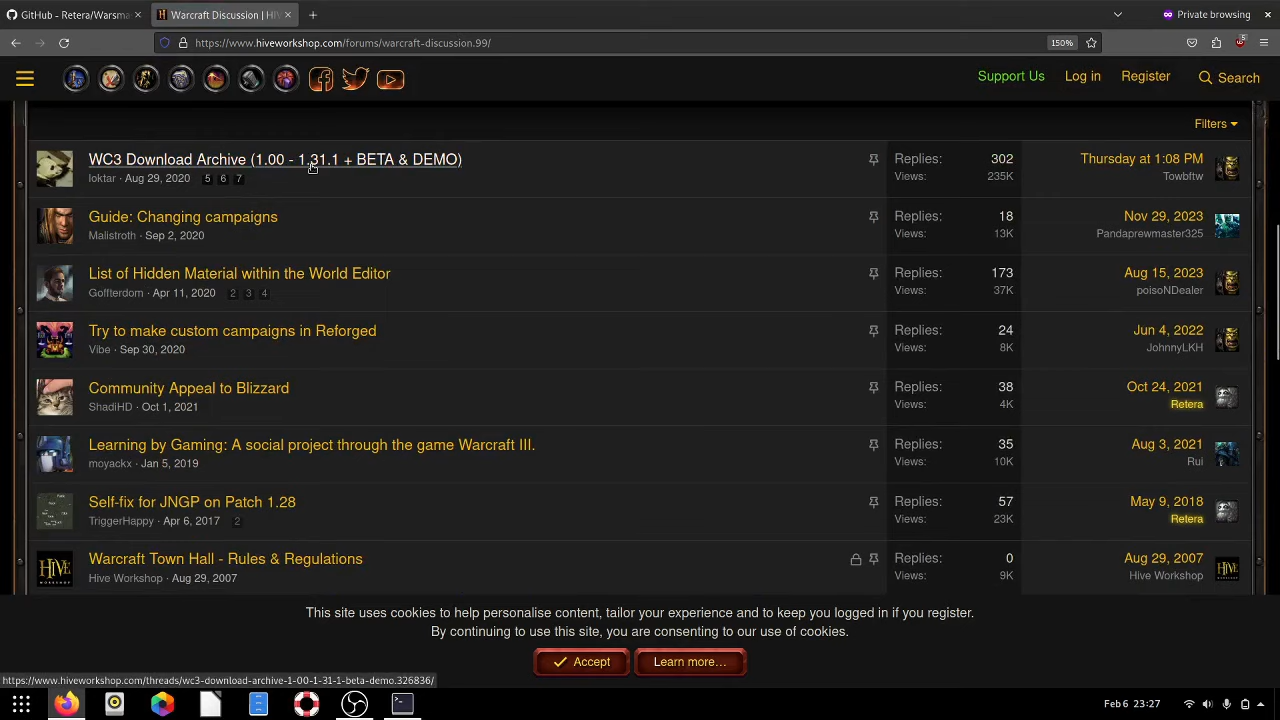 GitHub - Retera/Warsma
Warcraft Discussion | HI
Private browsing
https://www.hiveworkshop.com/forums/warcraft-discussion.99/
150%
5
Support Us
Log in
Register
Search
Filters
WC3 Download Archive (1.00 - 1.31.1 + BETA & DEMO)
loktar · Aug 29, 2020 5 6 7
Replies: 302
Views: 235K
Thursday at 1:08 PM
Towbftw
Guide: Changing campaigns
Malistroth · Sep 2, 2020
Replies: 18
Views: 13K
Nov 29, 2023
Pandaprewmaster325
List of Hidden Material within the World Editor
Goffterdom · Apr 11, 2020 2 3 4
Replies: 173
Views: 37K
Aug 15, 2023
poisoNDealer
Try to make custom campaigns in Reforged
Vibe · Sep 30, 2020
Replies: 24
Views: 8K
Jun 4, 2022
JohnnyLKH
Community Appeal to Blizzard
ShadiHD · Oct 1, 2021
Replies: 38
Views: 4K
Oct 24, 2021
Retera
Learning by Gaming: A social project through the game Warcraft III.
moyackx · Jan 5, 2019
Replies: 35
Views: 10K
Aug 3, 2021
Rui
Self-fix for JNGP on Patch 1.28
TriggerHappy · Apr 6, 2017 2
Replies: 57
Views: 23K
May 9, 2018
Retera
Warcraft Town Hall - Rules & Regulations
Hive Workshop · Aug 29, 2007
Replies: 0
Views: 9K
Aug 29, 2007
Hive Workshop
This site uses cookies to help personalise content, tailor your experience and to keep you logged in if you register.
By continuing to use this site, you are consenting to our use of cookies.
Accept
Learn more…
https://www.hiveworkshop.com/threads/wc3-download-archive-1-00-1-31-1-beta-demo.326836/
Feb 6 23:27